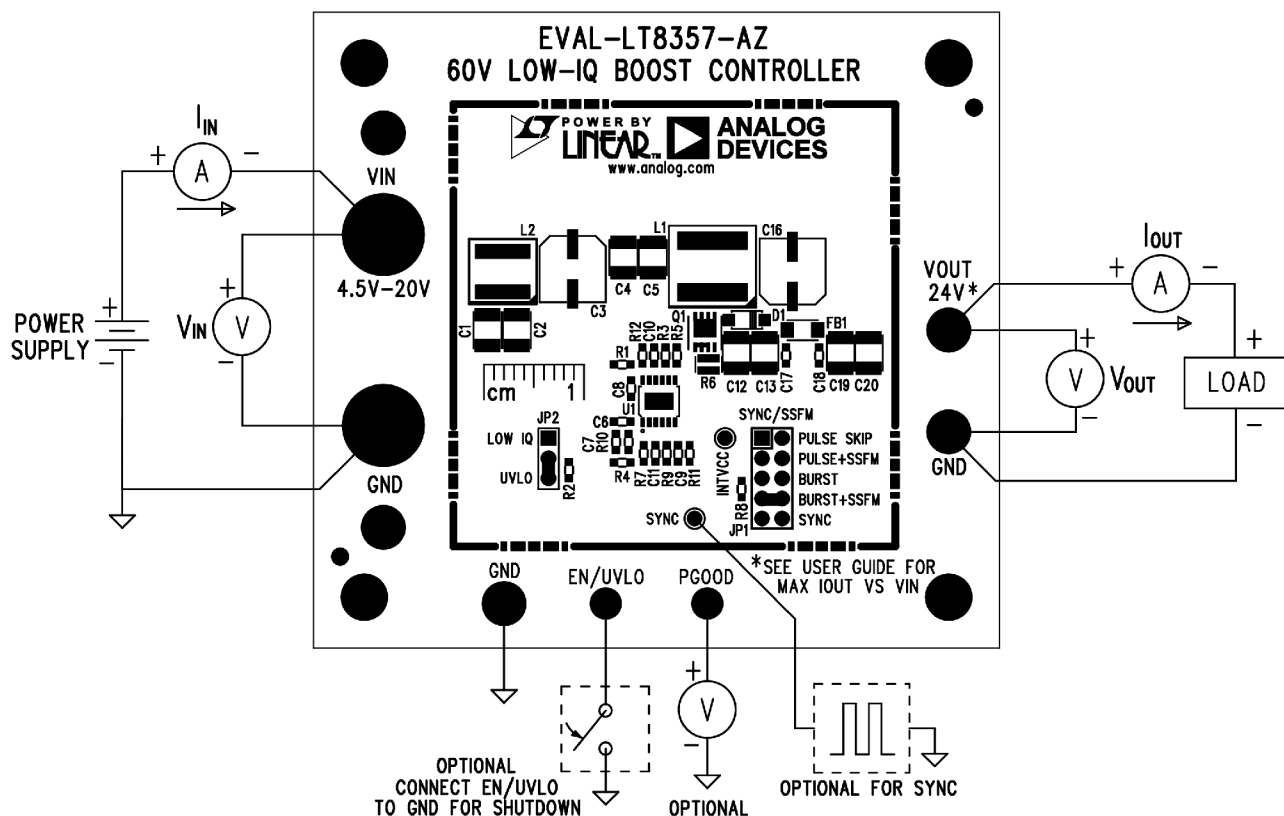 EVAL-LT8357-AZ
60V LOW-IQ BOOST CONTROLLER
POWER BY
LINEAR™
ANALOG
DEVICES
www.analog.com
IIN
+ A -
VIN
4.5V-20V
+
VIN
V
-
POWER
SUPPLY
+
-
GND
L2
C3
C4
C5
L1
C16
C1
C2
Q1
D1
FB1
R12
C10
R3
R5
R1
R6
C12
C13
C17
C18
C19
C20
cm 1
C8
U1
C6
C7
R10
R4
R7
C11
R9
C9
R11
JP2
LOW IQ
UVLO
R2
INTVCC
SYNC
SYNC/SSFM
PULSE SKIP
PULSE+SSFM
BURST
BURST+SSFM
SYNC
R8
JP1
*SEE USER GUIDE FOR
MAX IOUT VS VIN
VOUT
24V*
GND
IOUT
+ A -
+
V
-
VOUT
+
LOAD
-
GND
EN/UVLO
PGOOD
+
V
-
OPTIONAL
CONNECT EN/UVLO
TO GND FOR SHUTDOWN
OPTIONAL
OPTIONAL FOR SYNC